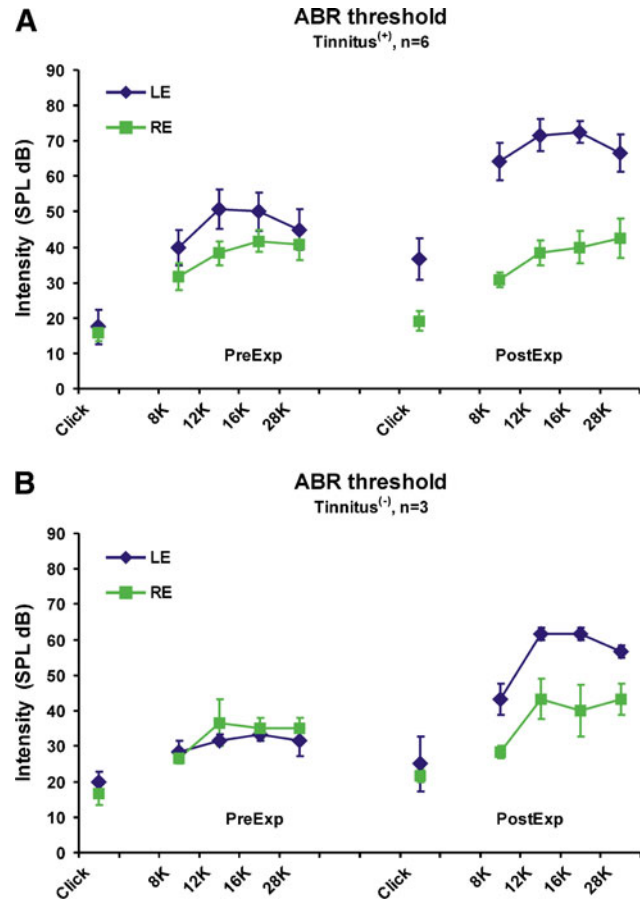 A
ABR threshold
Tinnitus(+), n=6
Intensity (SPL dB)
90
80
70
60
50
40
30
20
10
0
LE
RE
PreExp
PostExp
Click
8K
12K
16K
28K
Click
8K
12K
16K
28K
B
ABR threshold
Tinnitus(-), n=3
Intensity (SPL dB)
90
80
70
60
50
40
30
20
10
0
LE
RE
PreExp
PostExp
Click
8K
12K
16K
28K
Click
8K
12K
16K
28K